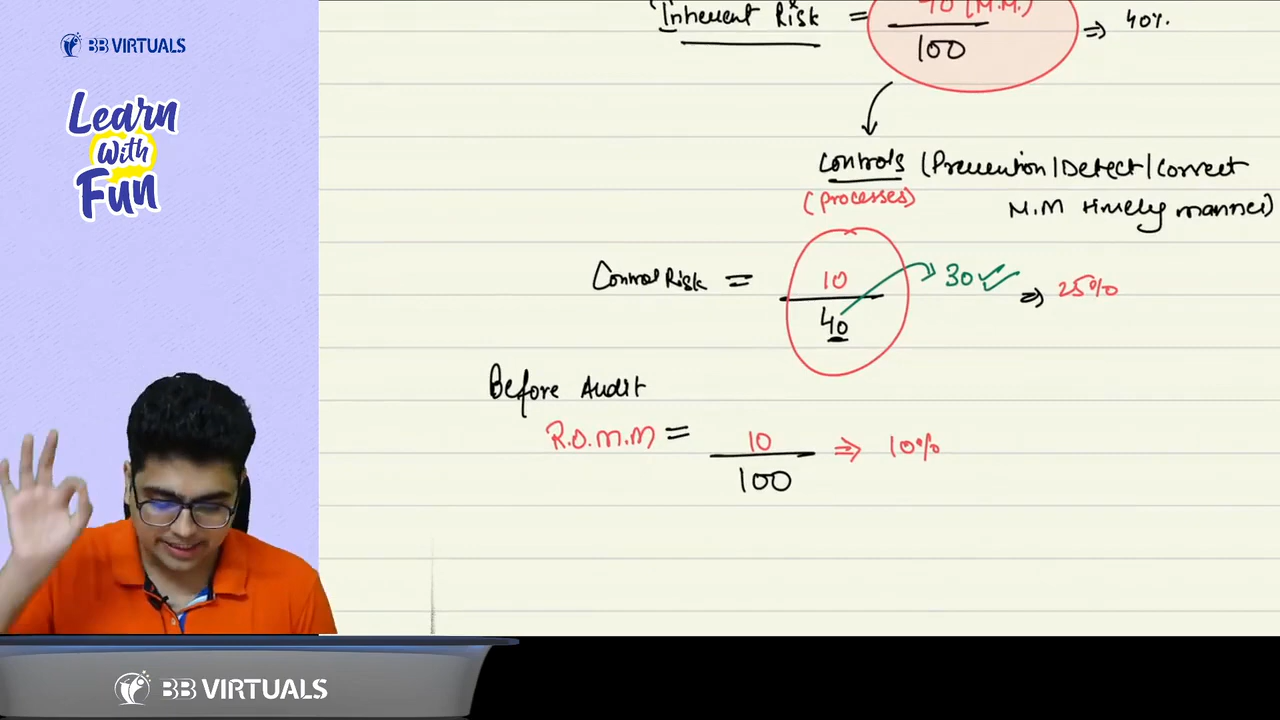 BB VIRTUALS
Learn
With
Fun
Inherent Risk = 40 (M.M.)
100
⇒ 40%.
Controls (Prevention/Detect/Correct
(Processes) M.M timely manner)
Control Risk = 10
40
30 ⇒ 25%
Before Audit
R.O.M.M = 10
100
⇒ 10%
BB VIRTUALS